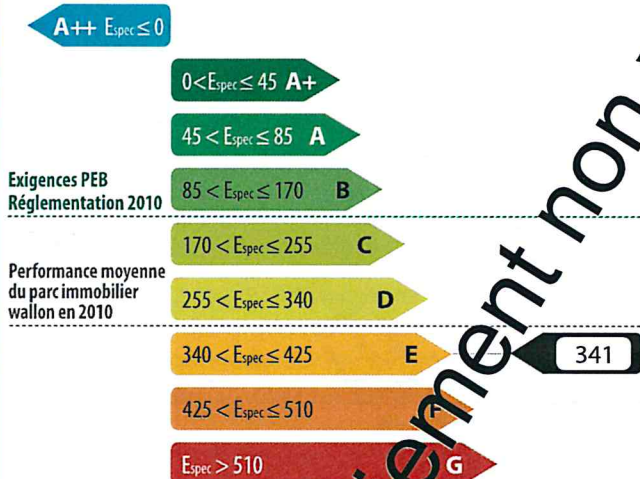 A++ Espec ≤ 0
0 < Espec ≤ 45 A+
45 < Espec ≤ 85 A
Exigences PEB
Réglementation 2010
85 < Espec ≤ 170 B
170 < Espec ≤ 255 C
Performance moyenne
du parc immobilier
wallon en 2010
255 < Espec ≤ 340 D
340 < Espec ≤ 425 E
341
425 < Espec ≤ 510 F
Espec > 510 G
non